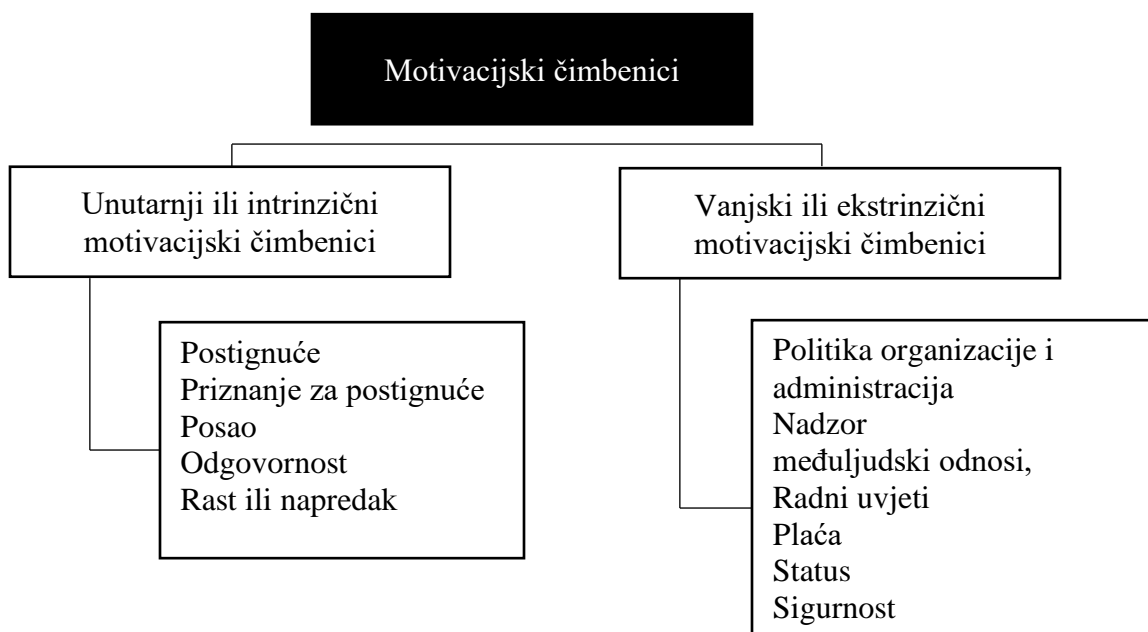 Motivacijski čimbenici
Unutarnji ili intrinzični
motivacijski čimbenici
Vanjski ili ekstrinzični
motivacijski čimbenici
Postignuće
Priznanje za postignuće
Posao
Odgovornost
Rast ili napredak
Politika organizacije i
administracija
Nadzor
međuljudski odnosi,
Radni uvjeti
Plaća
Status
Sigurnost